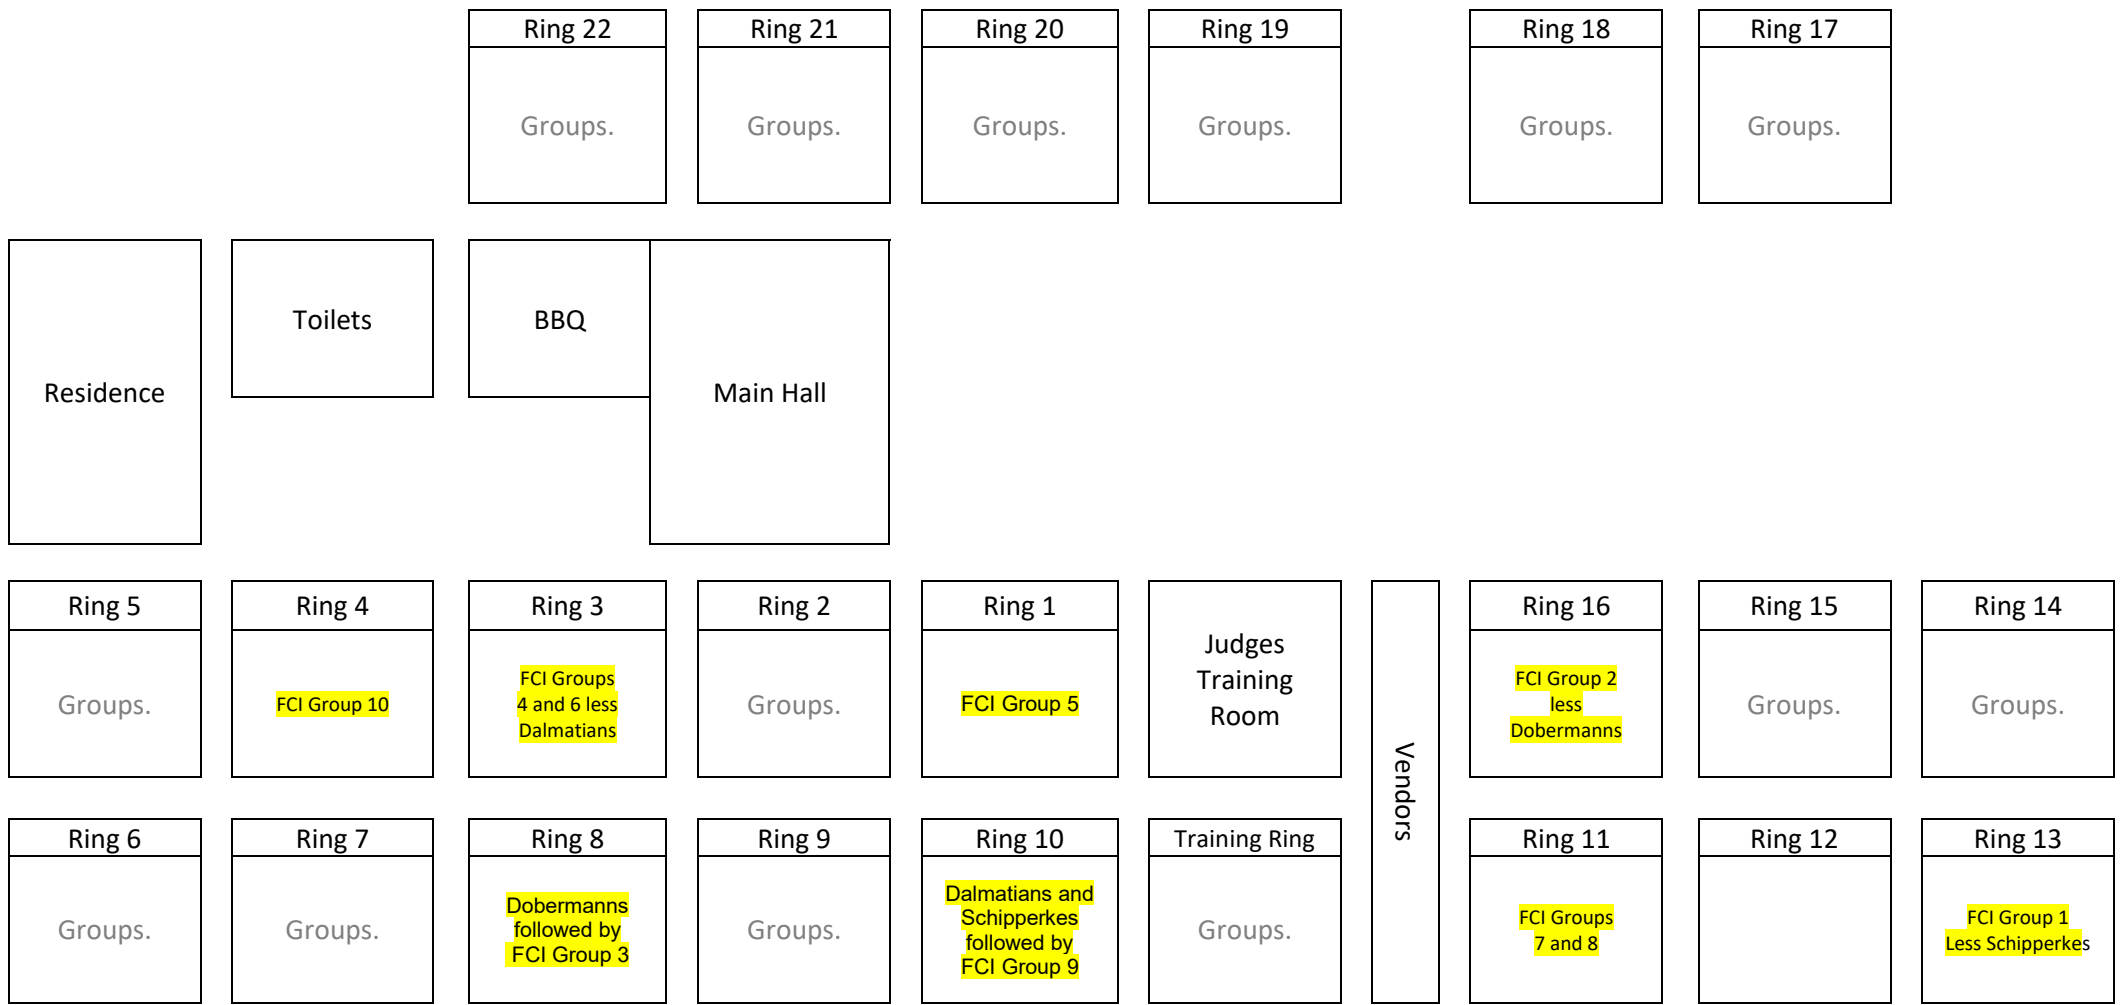 Ring 22
Ring 21
Ring 20
Ring 19
Ring 18
Ring 17
Groups.
Groups.
Groups.
Groups.
Groups.
Groups.
Residence
Toilets
BBQ
Main Hall
Ring 5
Groups.
Ring 4
FCI Group 10
Ring 3
FCI Groups
4 and 6 less
Dalmatians
Ring 2
Groups.
Ring 1
FCI Group 5
Judges
Training
Room
Vendors
Ring 16
FCI Group 2
less
Dobermanns
Ring 15
Groups.
Ring 14
Groups.
Ring 6
Groups.
Ring 7
Groups.
Ring 8
Dobermanns
followed by
FCI Group 3
Ring 9
Groups.
Ring 10
Dalmatians and
Schipperkes
followed by
FCI Group 9
Training Ring
Groups.
Ring 11
FCI Groups
7 and 8
Ring 12
Ring 13
FCI Group 1
Less Schipperkes